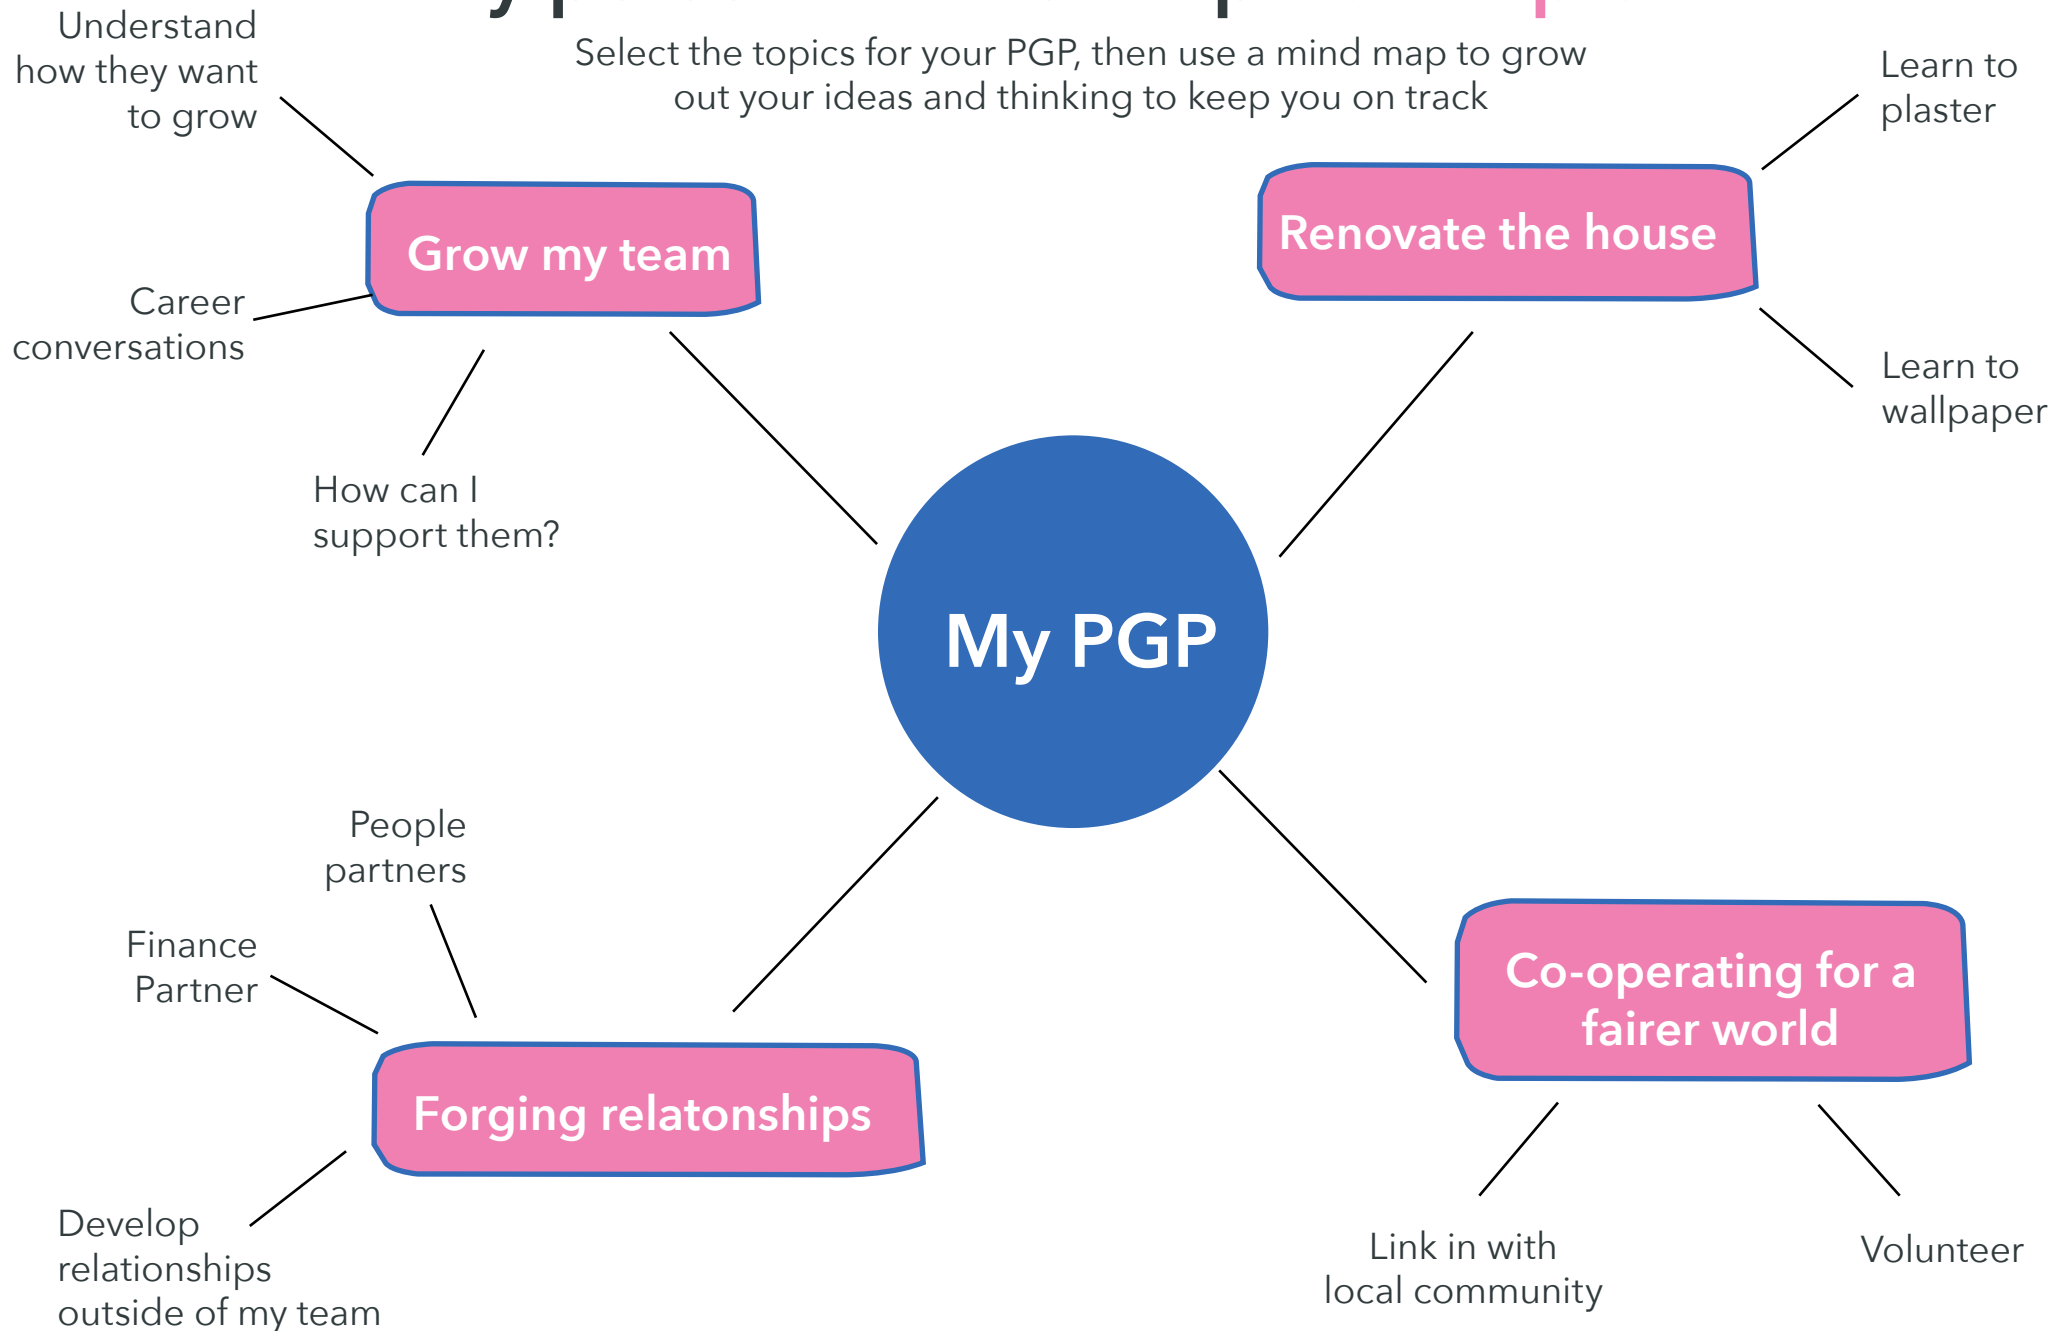 Select the topics for your PGP, then use a mind map to grow
out your ideas and thinking to keep you on track
Understand
how they want
to grow
Grow my team
Career
conversations
How can I
support them?
Renovate the house
Learn to
plaster
Learn to
wallpaper
My PGP
People
partners
Finance
Partner
Forging relatonships
Develop
relationships
outside of my team
Co-operating for a
fairer world
Link in with
local community
Volunteer